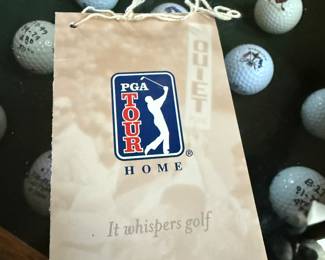 QUIET
PGA
TOUR
®
HOME
It whispers golf